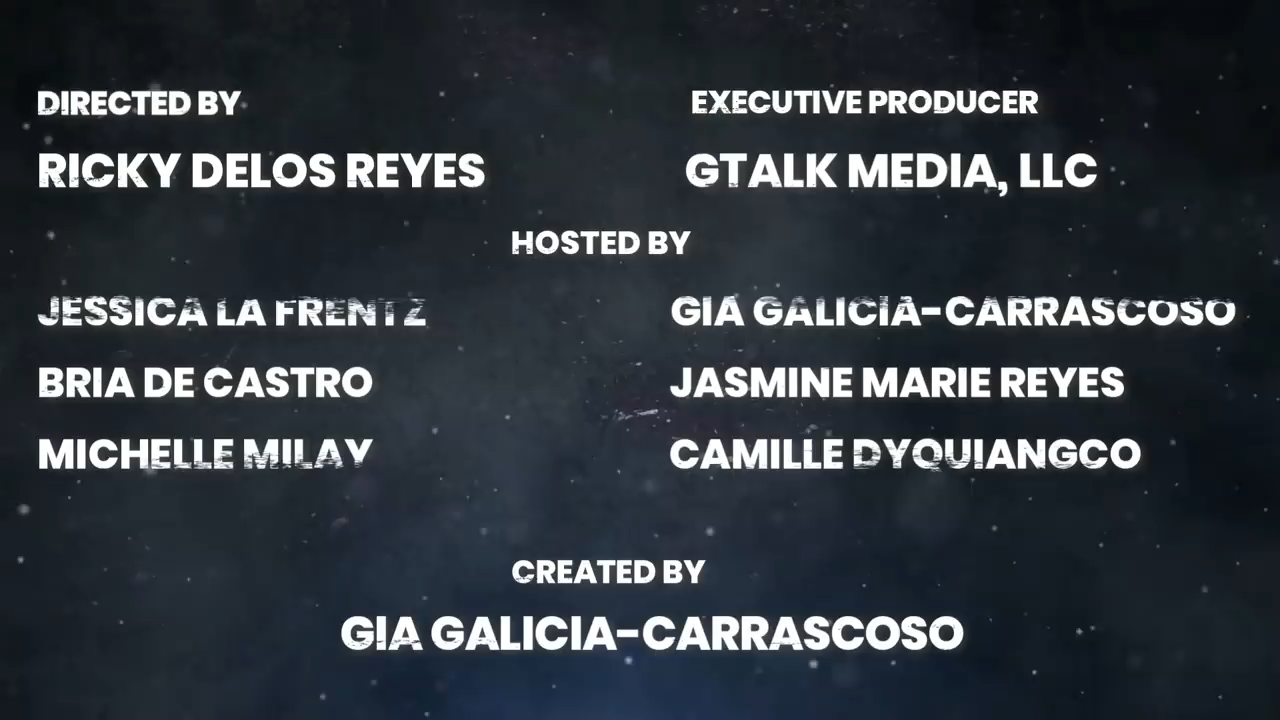 DIRECTED BY
RICKY DELOS REYES
EXECUTIVE PRODUCER
GTALK MEDIA, LLC
HOSTED BY
JESSICA LA FRENTZ
GIA GALICIA-CARRASCOSO
BRIA DE CASTRO
JASMINE MARIE REYES
MICHELLE MILAY
CAMILLE DYQUIANGCO
CREATED BY
GIA GALICIA-CARRASCOSO